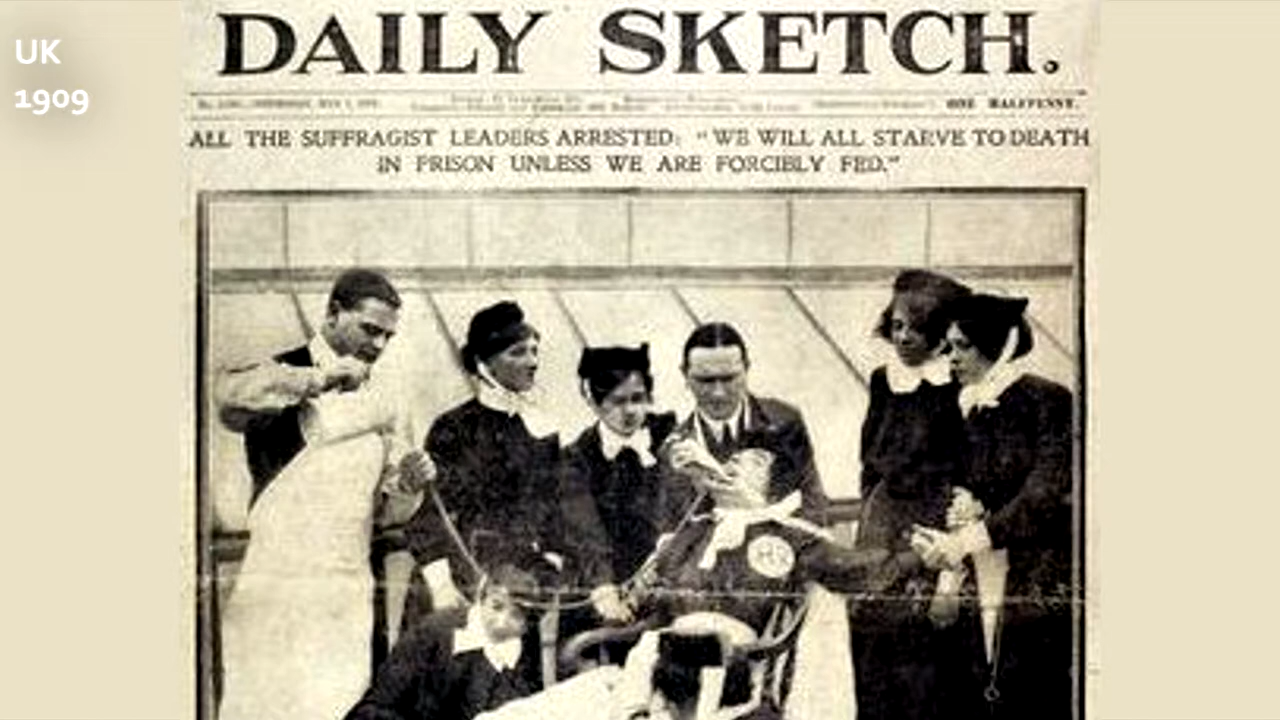 UK
1909
DAILY SKETCH.
ONE HALFPENNY.
ALL THE SUFFRAGIST LEADERS ARRESTED: "WE WILL ALL STARVE TO DEATH
IN PRISON UNLESS WE ARE FORCIBLY FED."